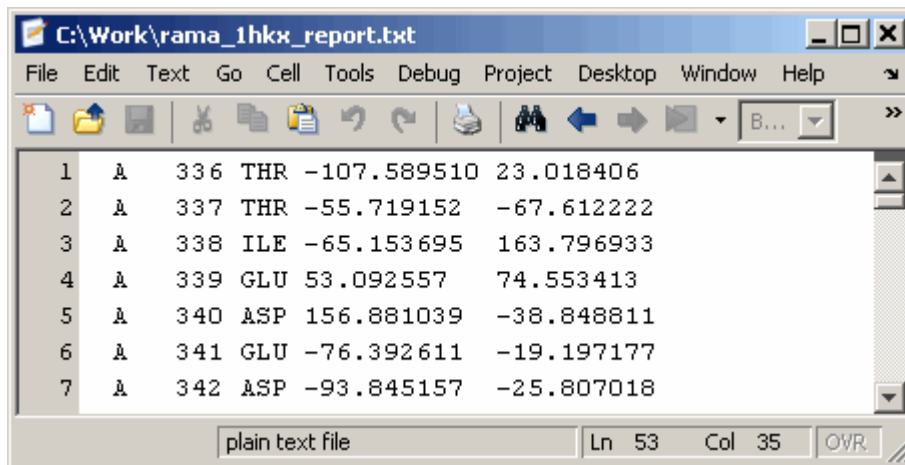 C:\Work\rama_1hkx_report.txt
File Edit Text Go Cell Tools Debug Project Desktop Window Help
B...
1 A 336 THR -107.589510 23.018406
2 A 337 THR -55.719152 -67.612222
3 A 338 ILE -65.153695 163.796933
4 A 339 GLU 53.092557 74.553413
5 A 340 ASP 156.881039 -38.848811
6 A 341 GLU -76.392611 -19.197177
7 A 342 ASP -93.845157 -25.807018
plain text file Ln 53 Col 35 OVR